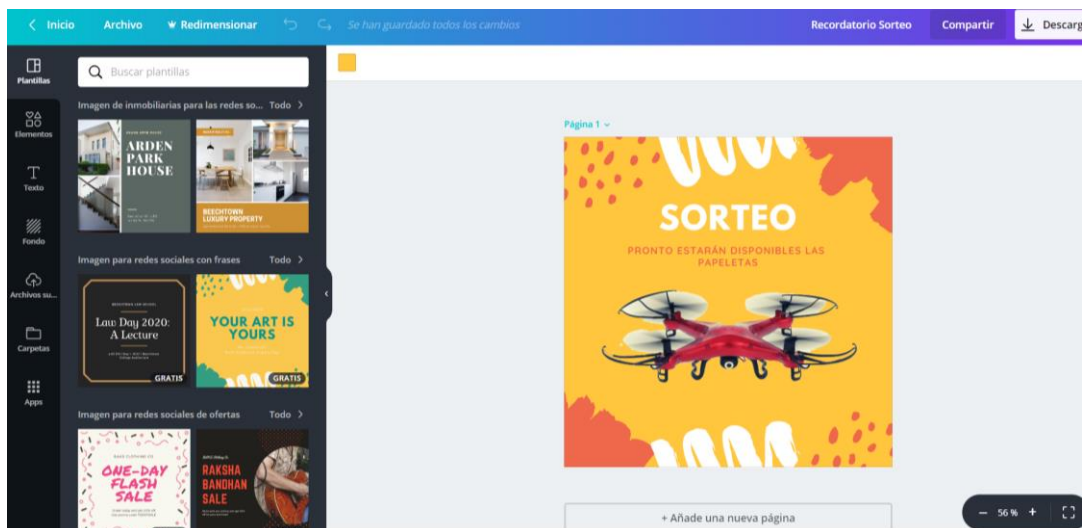 Inicio Archivo Redimensionar Se han guardado todos los cambios Recordatorio Sorteo Compartir Descarg
Plantillas
Elementos
Texto
Fondo
Archivos su...
Carpetas
Apps
Buscar plantillas
Imagen de inmobiliarias para las redes so... Todo
ARDEN
PARK
HOUSE
BEECHTOWN
LUXURY PROPERTY
Imagen para redes sociales con frases Todo
Law Day 2020:
A Lecture
GRATIS
YOUR ART IS
YOURS
GRATIS
Imagen para redes sociales de ofertas Todo
ONE-DAY
FLASH
SALE
RAKSHA
BANDHAN
SALE
Página 1
SORTEO
PRONTO ESTARÁN DISPONIBLES LAS
PAPELETAS
+ Añade una nueva página
56 %